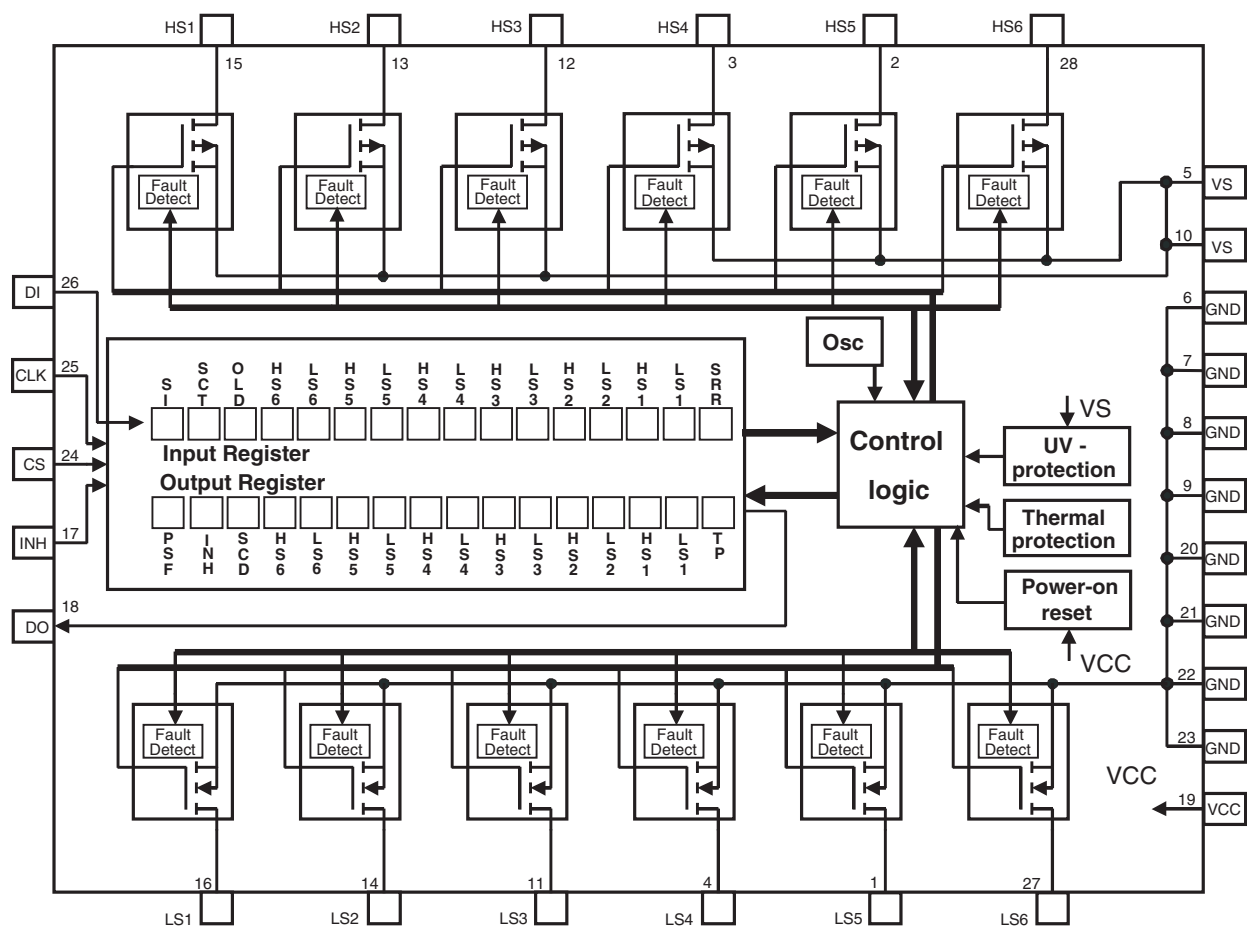 HS1 HS2 HS3 HS4 HS5 HS6
15 13 12 3 2 28
Fault Detect
Fault Detect
Fault Detect
Fault Detect
Fault Detect
Fault Detect
5 VS
10 VS
26 DI
25 CLK
24 CS
17 INH
18 DO
SI SCT OLD HS6 LS6 HS5 LS5 HS4 LS4 HS3 LS3 HS2 LS2 HS1 LS1 SRR
Input Register
Output Register
PSF INH SCD HS6 LS6 HS5 LS5 HS4 LS4 HS3 LS3 HS2 LS2 HS1 LS1 TP
Osc
Control
logic
VS
UV -
protection
Thermal
protection
Power-on
reset
VCC
6 GND
7 GND
8 GND
9 GND
20 GND
21 GND
22 GND
23 GND
VCC
19 VCC
Fault Detect
Fault Detect
Fault Detect
Fault Detect
Fault Detect
Fault Detect
16 14 11 4 1 27
LS1 LS2 LS3 LS4 LS5 LS6